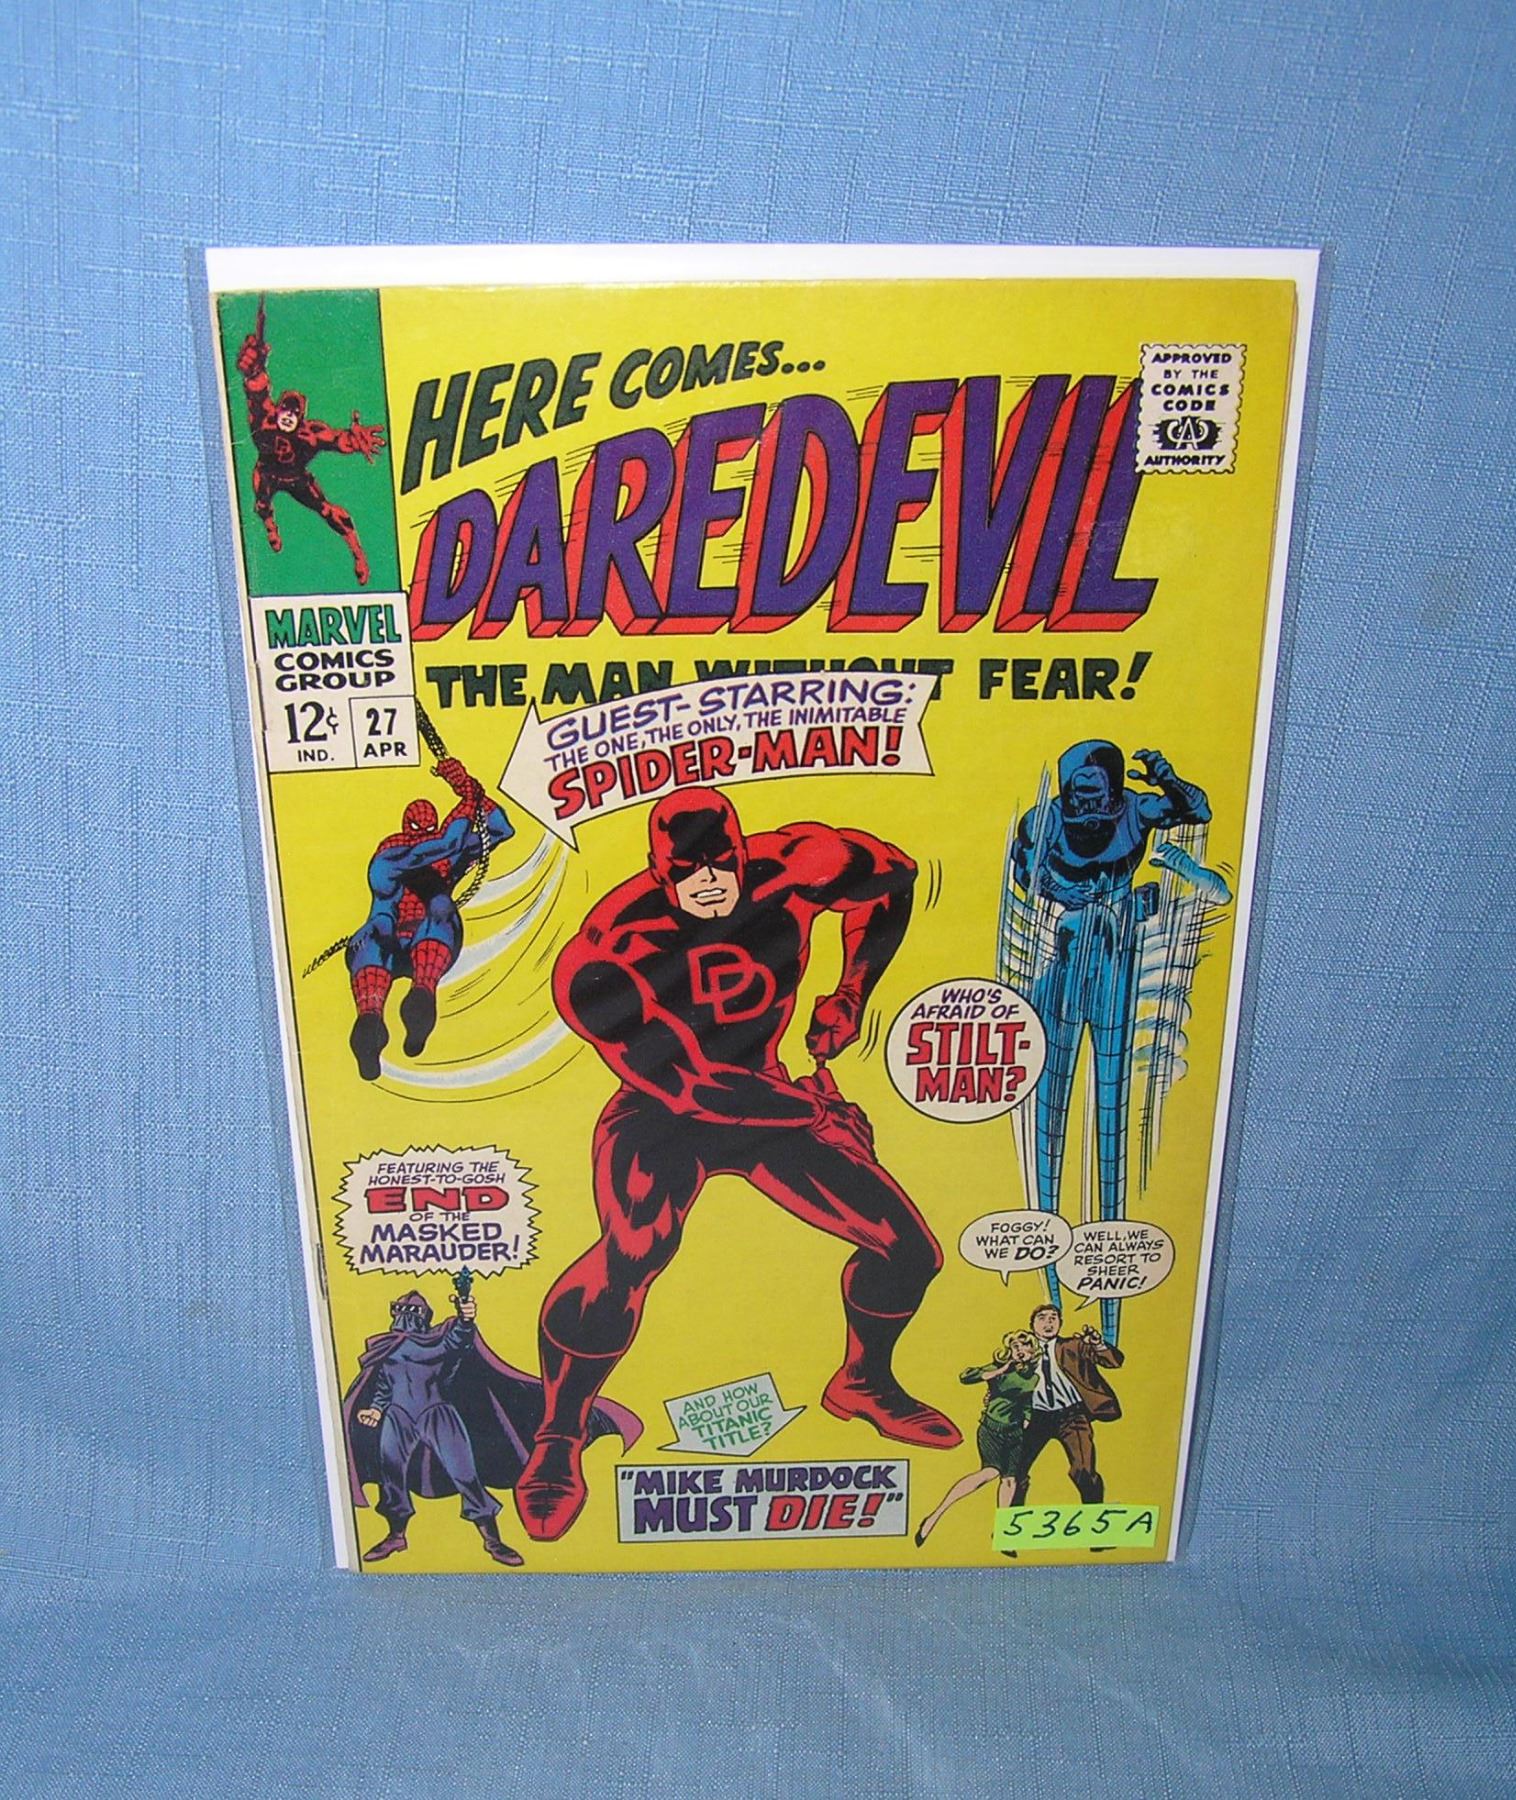 HERE COMES...
DAREDEVIL
THE MAN WITHOUT FEAR!
APPROVED
BY THE
COMICS
CODE
CA
AUTHORITY
DD
MARVEL
COMICS
GROUP
12¢
IND.
27
APR
GUEST-STARRING:
THE ONE, THE ONLY, THE INIMITABLE
SPIDER-MAN!
DD
WHO'S
AFRAID OF
STILT-
MAN?
FEATURING THE
HONEST-TO-GOSH
END
OF THE
MASKED
MARAUDER!
FOGGY!
WHAT CAN
WE DO?
WELL, WE
CAN ALWAYS
RESORT TO
SHEER
PANIC!
AND HOW
ABOUT OUR
TITANIC
TITLE?
"MIKE MURDOCK
MUST DIE!"
5365A